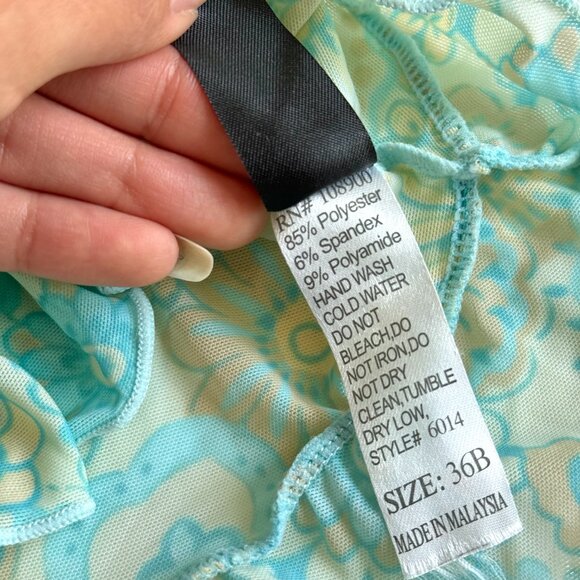 RN# 108900
85% Polyester
6% Spandex
9% Polyamide
HAND WASH
COLD WATER
DO NOT
BLEACH,DO
NOT IRON,DO
NOT DRY
CLEAN,TUMBLE
DRY LOW,
STYLE# 6014
SIZE: 36B
MADE IN MALAYSIA